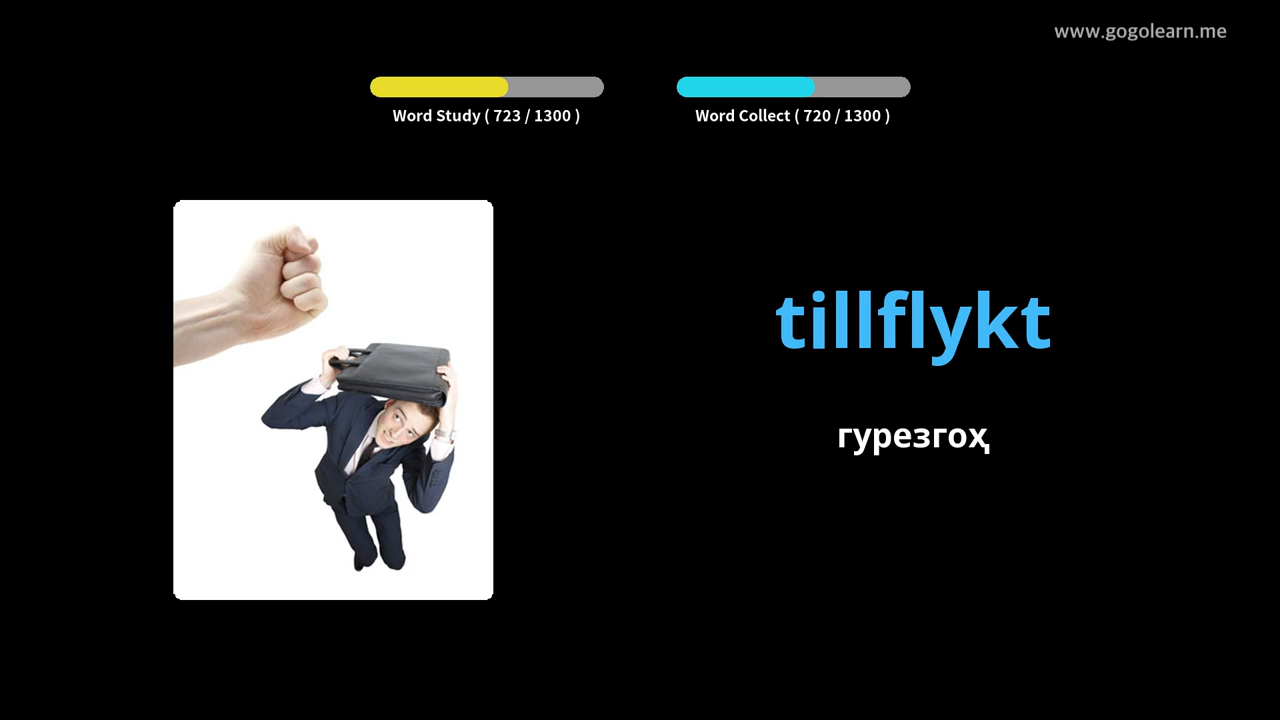 www.gogolearn.me
Word Study ( 723 / 1300 )
Word Collect ( 720 / 1300 )
tillflykt
гурезгоҳ